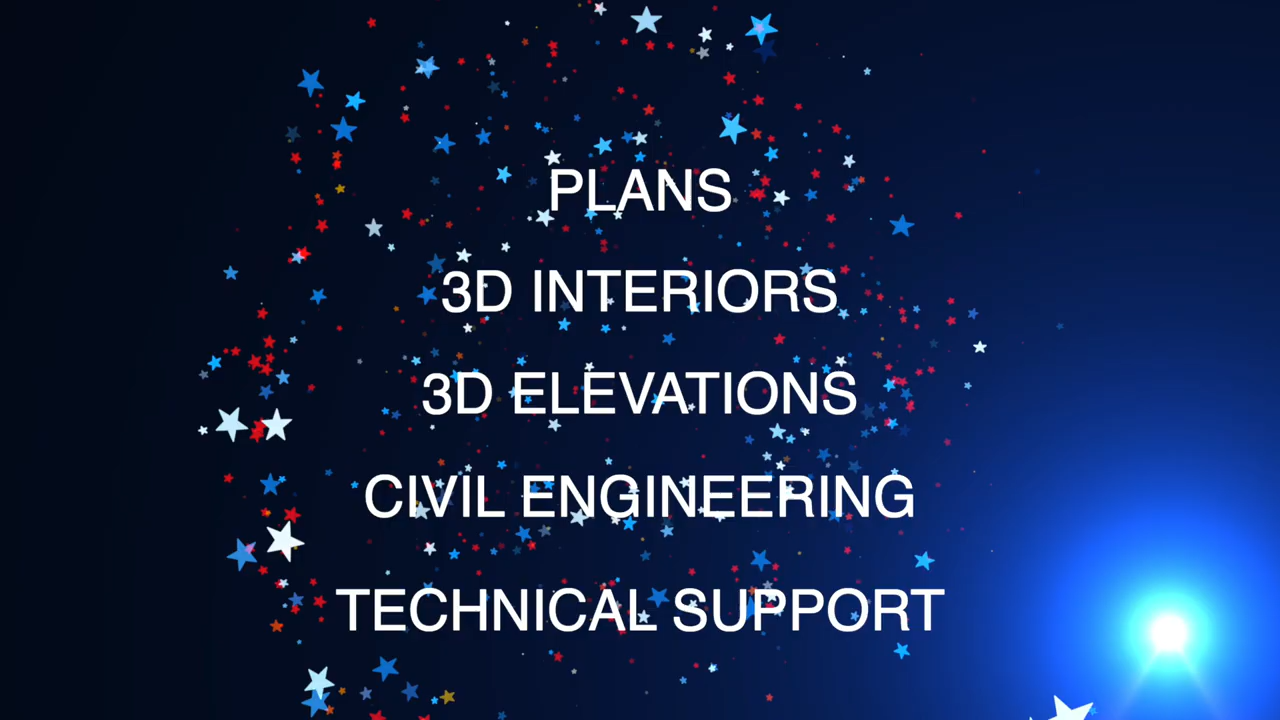 PLANS
3D INTERIORS
3D ELEVATIONS
CIVIL ENGINEERING
TECHNICAL SUPPORT